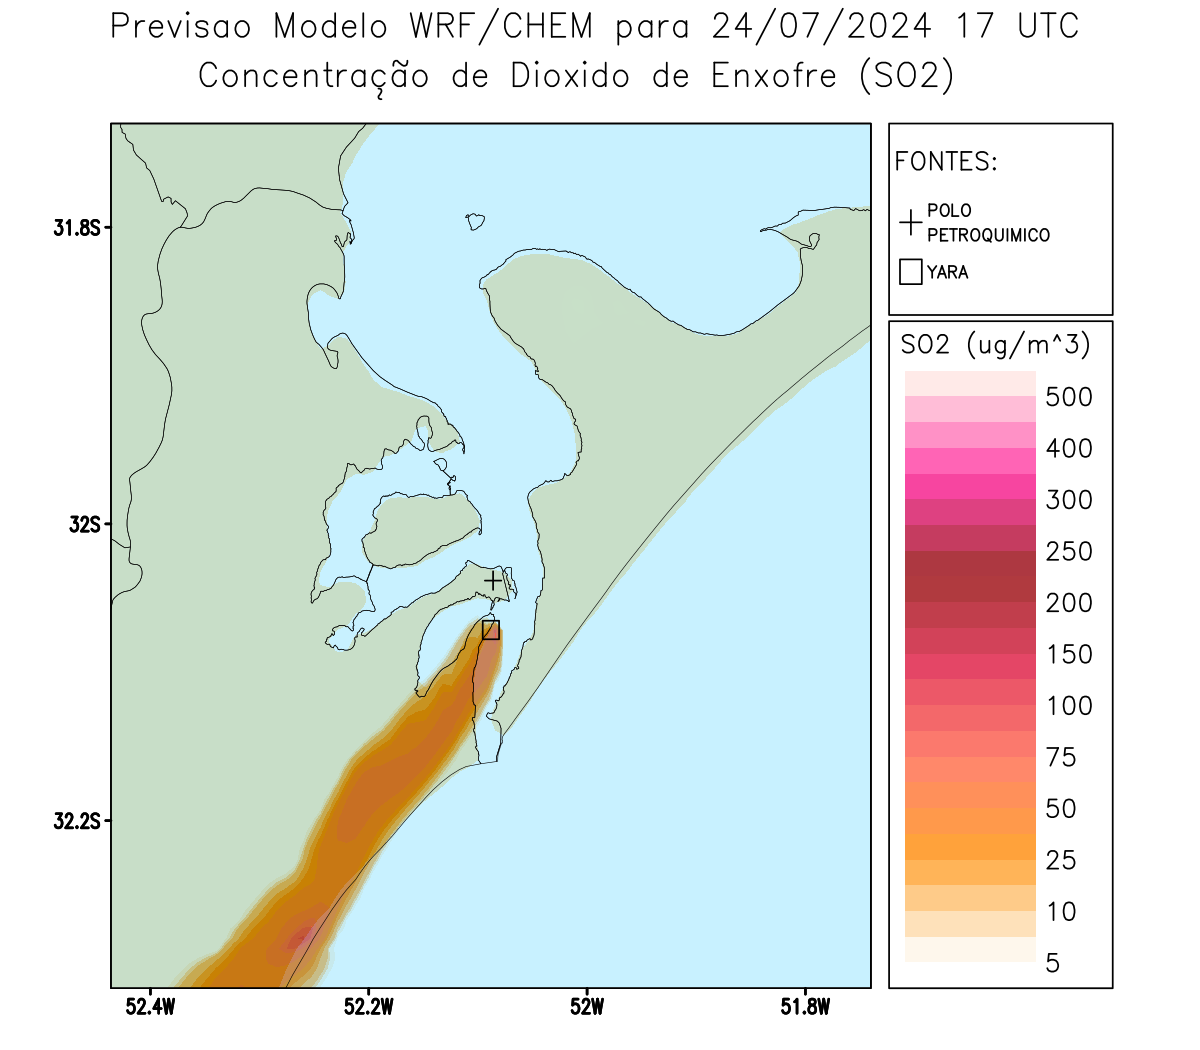 Previsao Modelo WRF/CHEM para 24/07/2024 17 UTC
Concentração de Dioxido de Enxofre (SO2)
31.8S
32S
32.2S
52.4W
52.2W
52W
51.8W
FONTES:
POLO
PETROQUIMICO
YARA
SO2 (ug/m^3)
500
400
300
250
200
150
100
75
50
25
10
5